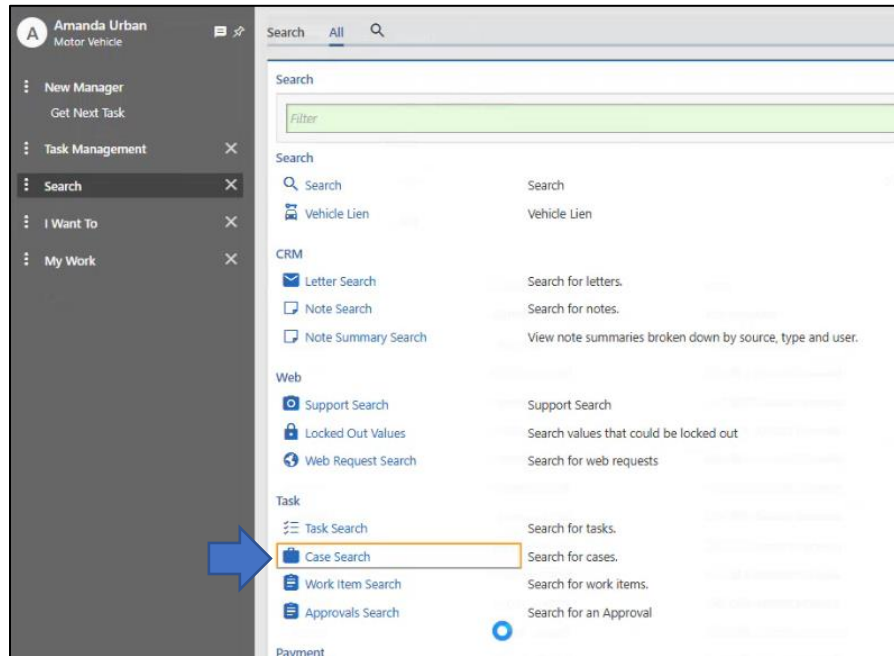 A
Amanda Urban
Motor Vehicle
New Manager
Get Next Task
Task Management
Search
I Want To
My Work
Search All
Search
Filter
Search
Search Search
Vehicle Lien Vehicle Lien
CRM
Letter Search Search for letters.
Note Search Search for notes.
Note Summary Search View note summaries broken down by source, type and user.
Web
Support Search Support Search
Locked Out Values Search values that could be locked out
Web Request Search Search for web requests
Task
Task Search Search for tasks.
Case Search Search for cases.
Work Item Search Search for work items.
Approvals Search Search for an Approval
Payment